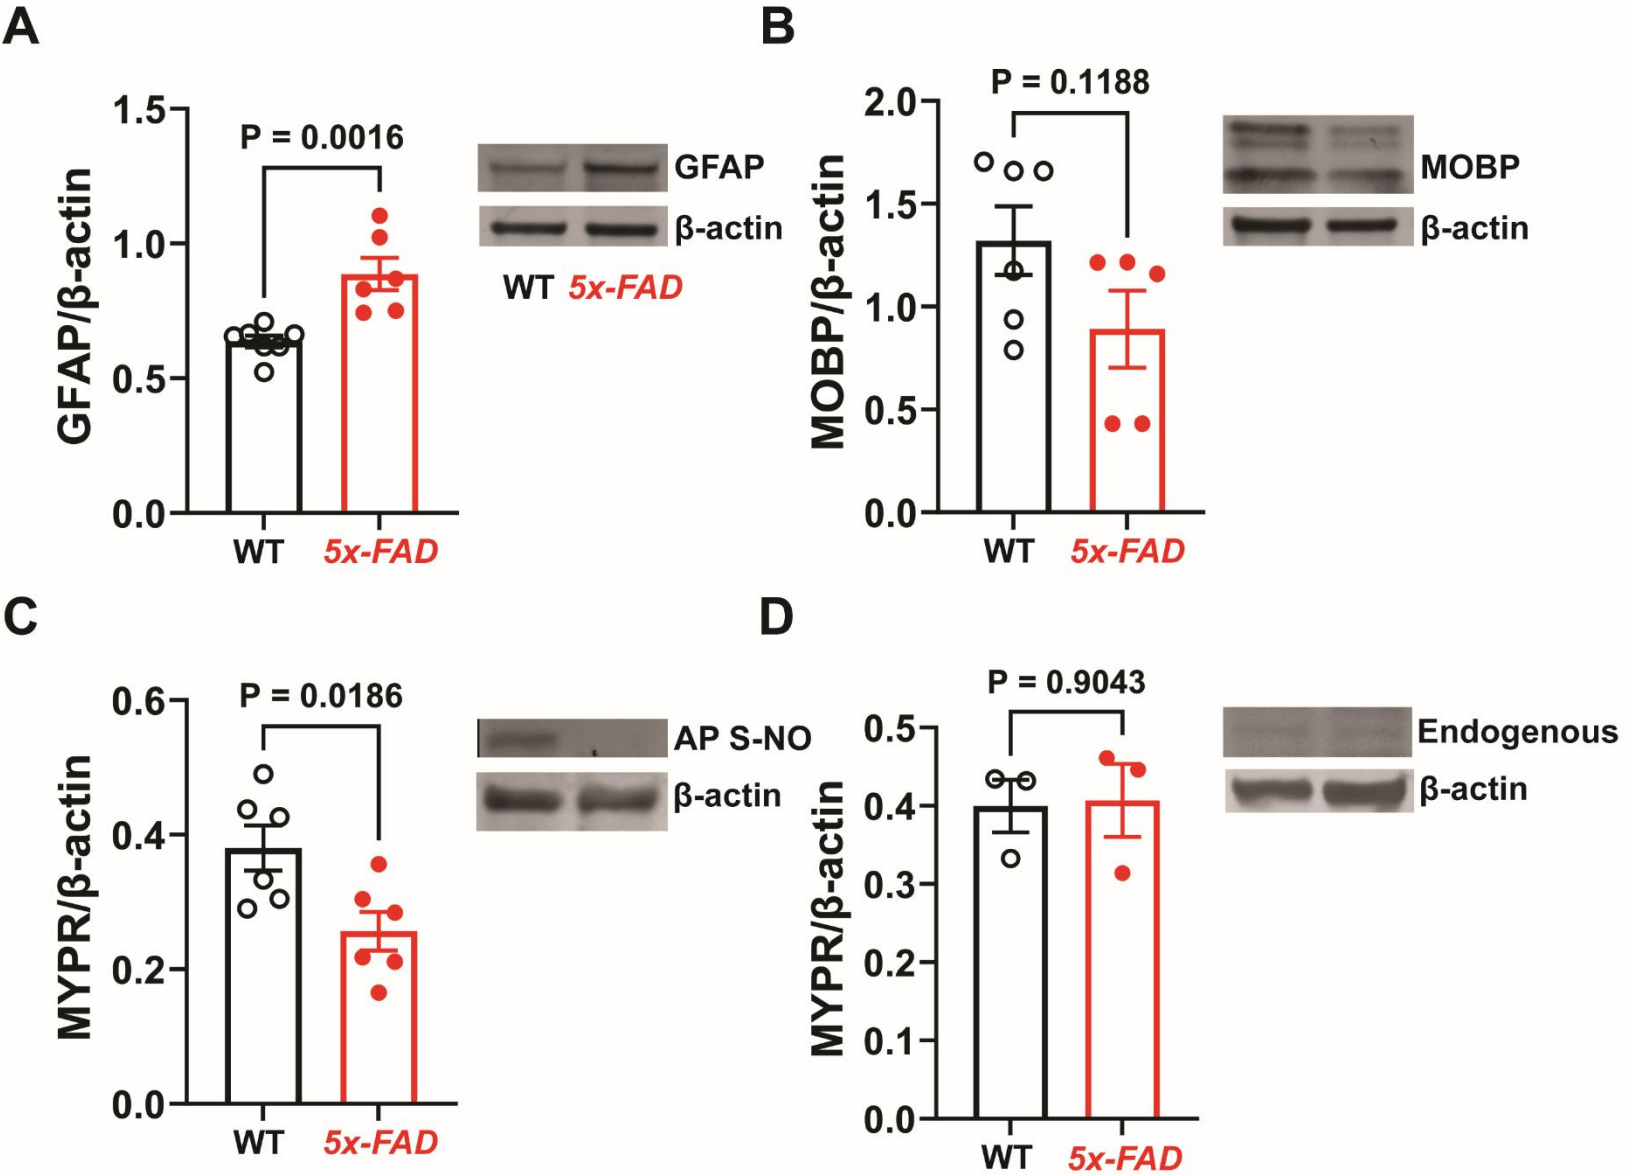 A
P = 0.0016
GFAP/β-actin
1.5
1.0
0.5
0.0
WT 5x-FAD
GFAP
β-actin
WT 5x-FAD
B
P = 0.1188
MOBP/β-actin
2.0
1.5
1.0
0.5
0.0
WT 5x-FAD
MOBP
β-actin
C
P = 0.0186
MYPR/β-actin
0.6
0.4
0.2
0.0
WT 5x-FAD
AP S-NO
β-actin
D
P = 0.9043
MYPR/β-actin
0.5
0.4
0.3
0.2
0.1
0.0
WT 5x-FAD
Endogenous
β-actin